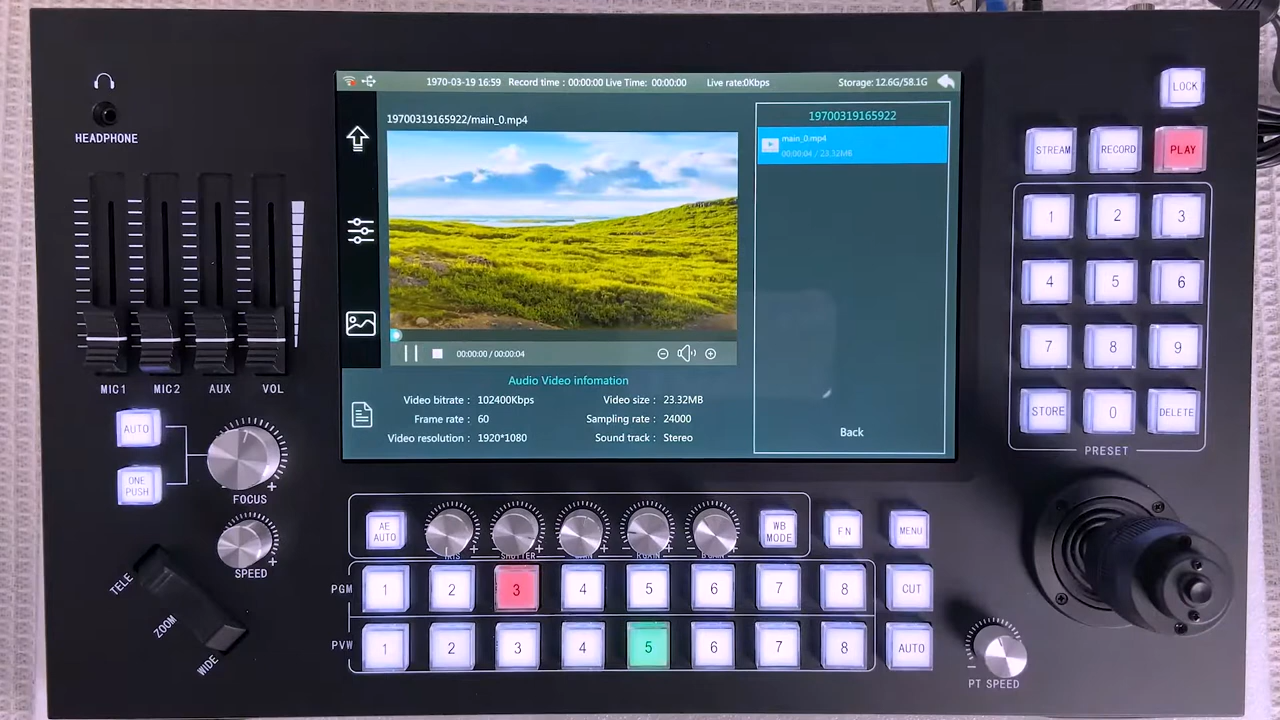 HEADPHONE
MIC1 MIC2 AUX VOL
AUTO
ONE PUSH
FOCUS
SPEED
TELE
ZOOM
WIDE
1970-03-19 16:59 Record time : 00:00:00 Live Time: 00:00:00 Live rate:0Kbps Storage: 12.6G/58.1G
19700319165922/main_0.mp4
00:00:00 / 00:00:04
Audio Video infomation
Video bitrate : 102400Kbps Video size : 23.32MB
Frame rate : 60 Sampling rate : 24000
Video resolution : 1920*1080 Sound track : Stereo
19700319165922
main_0.mp4
00:00:04 / 23.32MB
Back
LOCK
STREAM RECORD PLAY
1 2 3
4 5 6
7 8 9
STORE 0 DELETE
PRESET
AE AUTO
IRIS SHUTTER
WB MODE
FN
MENU
PGM 1 2 3 4 5 6 7 8 CUT
PVW 1 2 3 4 5 6 7 8 AUTO
PT SPEED